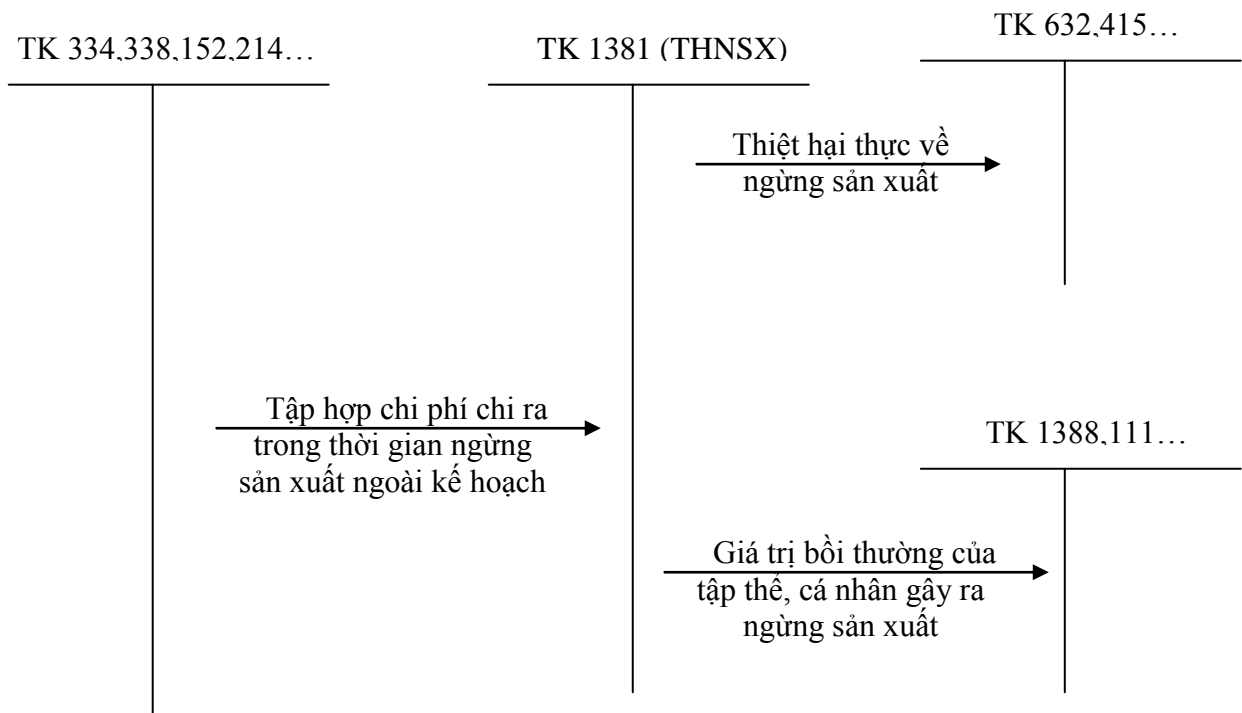 TK 334,338,152,214…
TK 1381 (THNSX)
TK 632,415…
Thiệt hại thực về
ngừng sản xuất
Tập hợp chi phí chi ra
trong thời gian ngừng
sản xuất ngoài kế hoạch
TK 1388,111…
Giá trị bồi thường của
tập thể, cá nhân gây ra
ngừng sản xuất